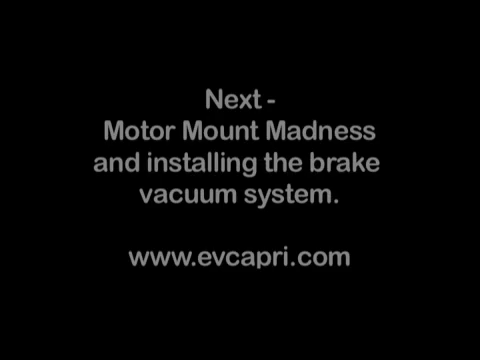 Next -
Motor Mount Madness
and installing the brake
vacuum system.
www.evcapri.com